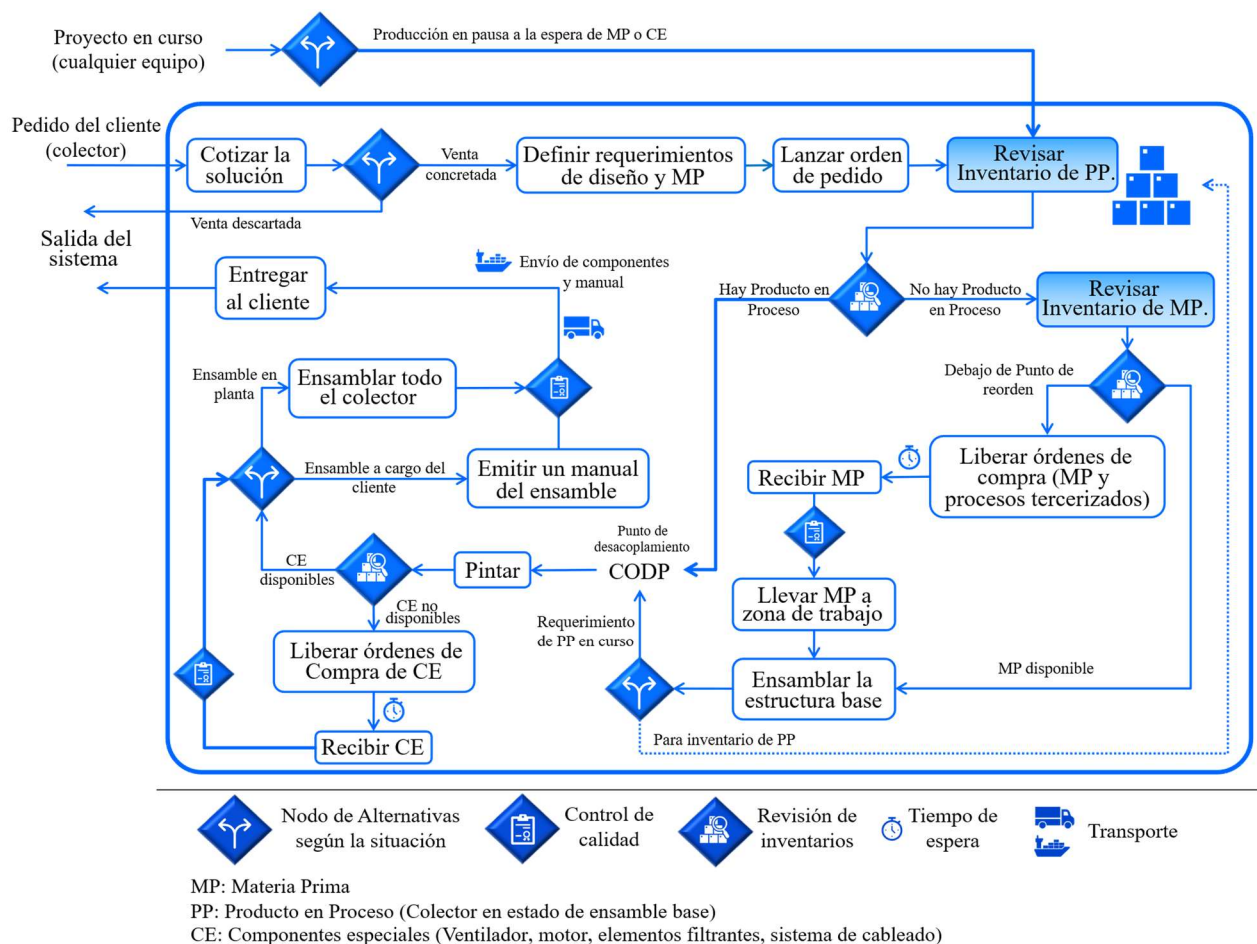 Proyecto en curso
(cualquier equipo)
Producción en pausa a la espera de MP o CE
Pedido del cliente
(colector)
Cotizar la
solución
Venta
concretada
Definir requerimientos
de diseño y MP
Lanzar orden
de pedido
Revisar
Inventario de PP.
Venta descartada
Salida del
sistema
Entregar
al cliente
Envío de componentes
y manual
Hay Producto en
Proceso
No hay Producto
en Proceso
Revisar
Inventario de MP.
Ensamble en
planta
Ensamblar todo
el colector
Debajo de Punto de
reorden
Ensamble a cargo del
cliente
Emitir un manual
del ensamble
Recibir MP
Liberar órdenes de
compra (MP y
procesos tercerizados)
CE
disponibles
Pintar
Punto de
desacoplamiento
CODP
CE no
disponibles
Llevar MP a
zona de trabajo
Requerimiento
de PP en curso
Liberar órdenes de
Compra de CE
Ensamblar la
estructura base
MP disponible
Recibir CE
Para inventario de PP
Nodo de Alternativas
según la situación
Control de
calidad
Revisión de
inventarios
Tiempo de
espera
Transporte
MP: Materia Prima
PP: Producto en Proceso (Colector en estado de ensamble base)
CE: Componentes especiales (Ventilador, motor, elementos filtrantes, sistema de cableado)